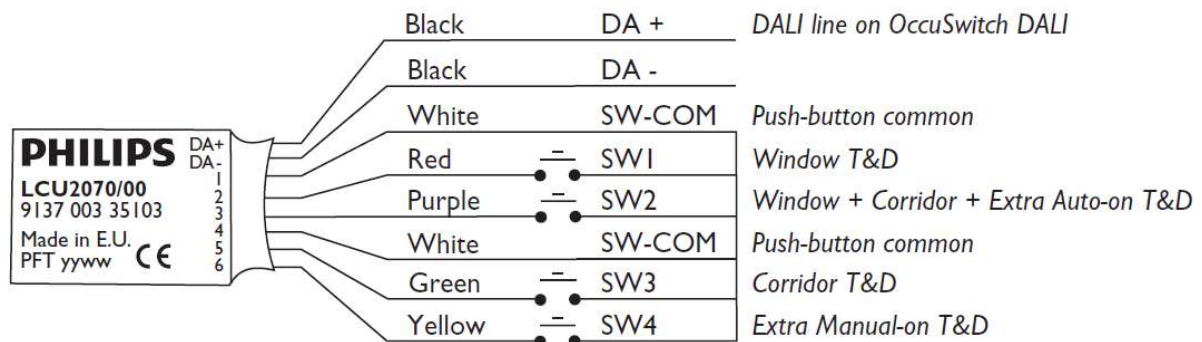 Black DA + DALI line on OccuSwitch DALI
Black DA -
White SW-COM Push-button common
Red SW1 Window T&D
Purple SW2 Window + Corridor + Extra Auto-on T&D
White SW-COM Push-button common
Green SW3 Corridor T&D
Yellow SW4 Extra Manual-on T&D
PHILIPS
LCU2070/00
9137 003 35103
Made in E.U.
PFT yyww CE
DA+
DA-
1
2
3
4
5
6